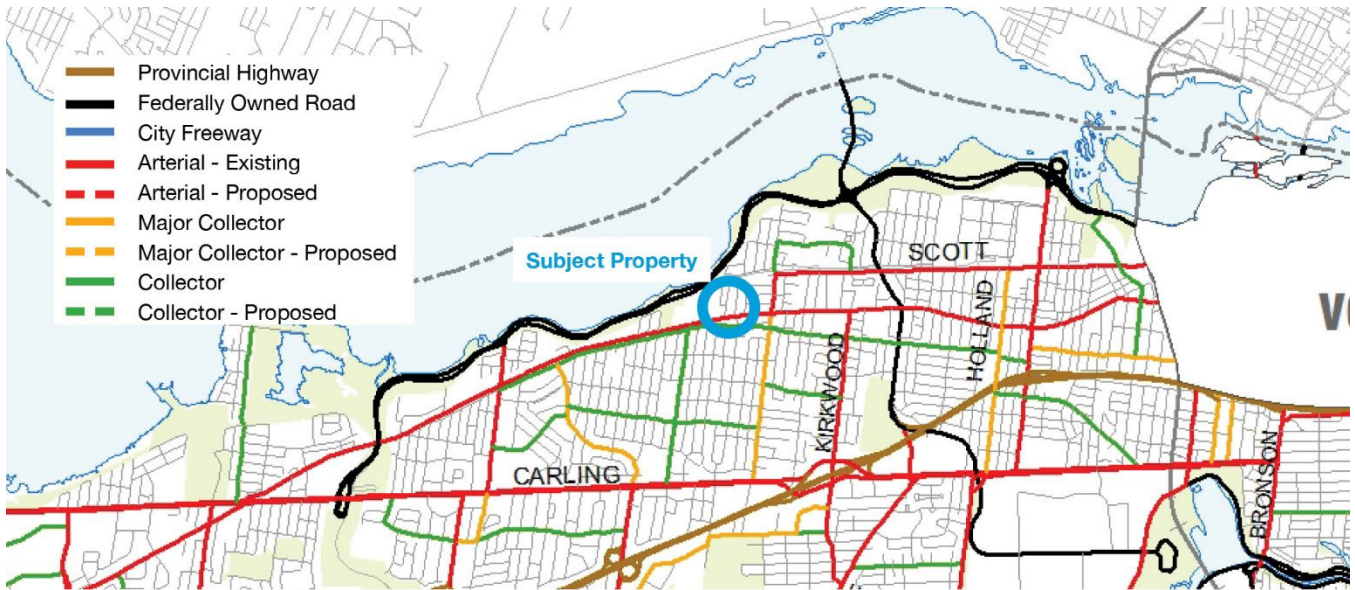 Provincial Highway
Federally Owned Road
City Freeway
Arterial - Existing
Arterial - Proposed
Major Collector
Major Collector - Proposed
Collector
Collector - Proposed
Subject Property
SCOTT
HOLLAND
KIRKWOOD
CARLING
BRONSON